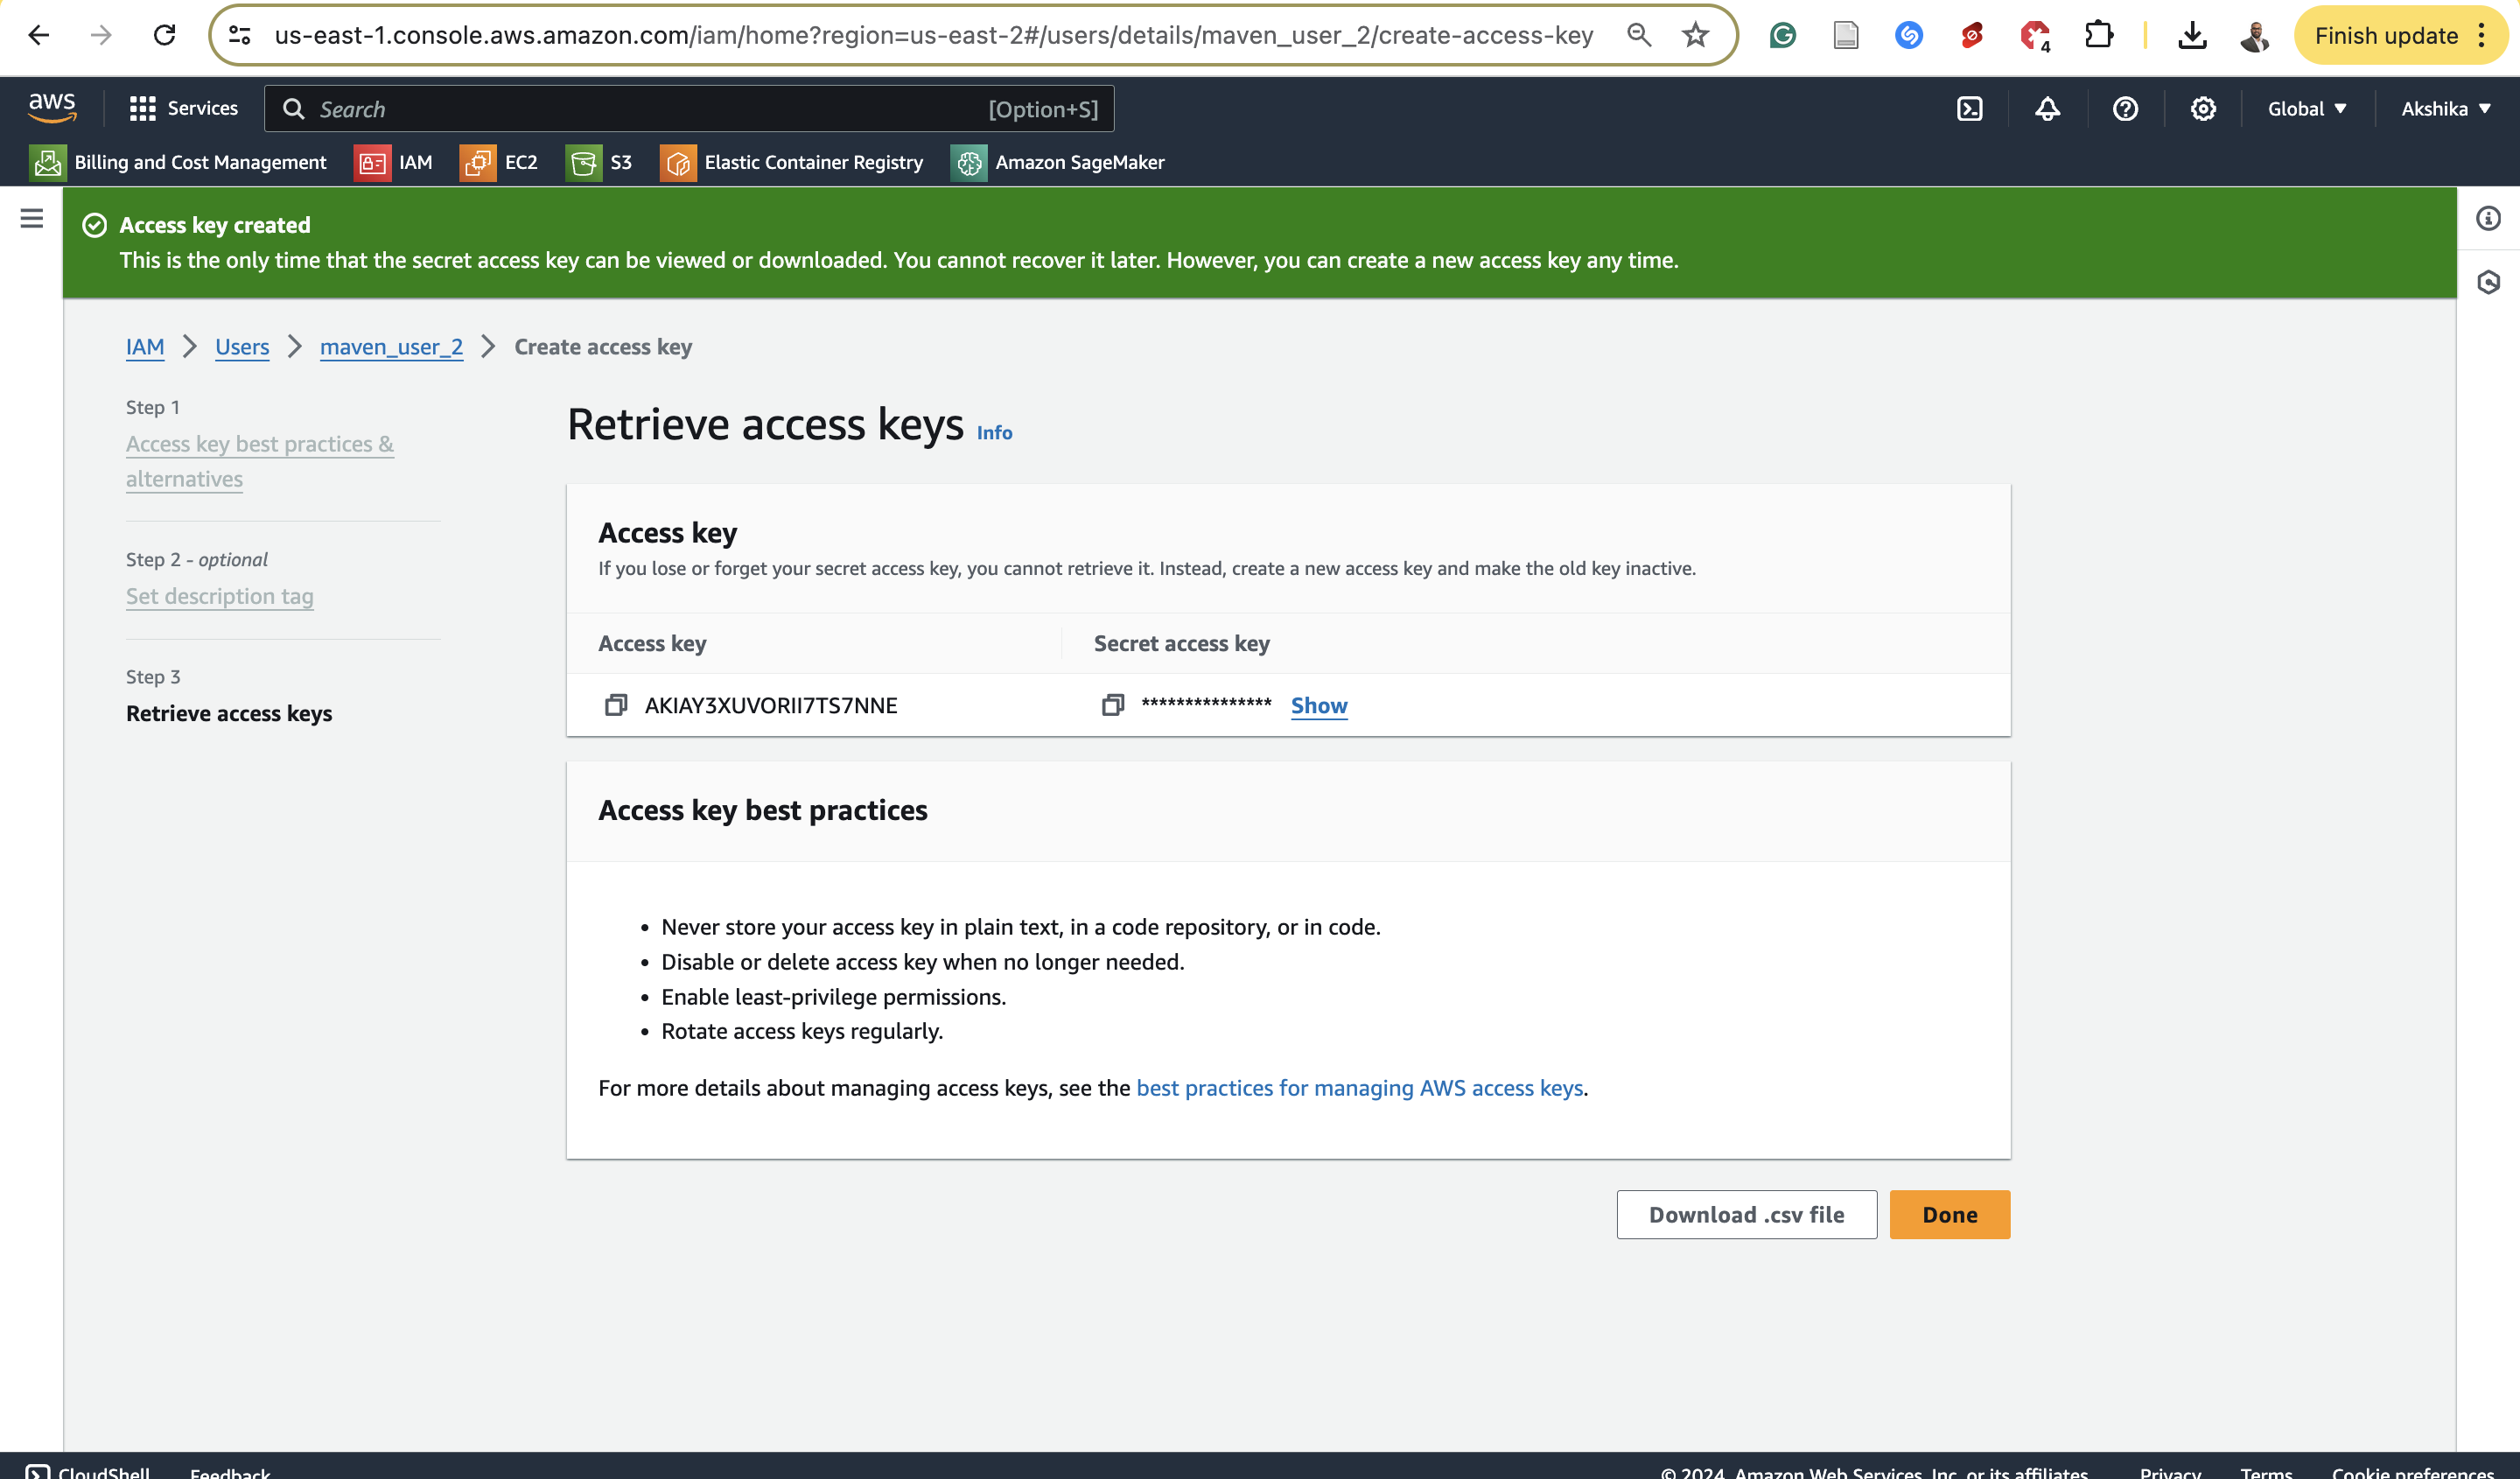 us-east-1.console.aws.amazon.com/iam/home?region=us-east-2#/users/details/maven_user_2/create-access-key
4
Finish update
aws
Services
Search
[Option+S]
Global
Akshika
Billing and Cost Management
IAM
EC2
S3
Elastic Container Registry
Amazon SageMaker
Access key created
This is the only time that the secret access key can be viewed or downloaded. You cannot recover it later. However, you can create a new access key any time.
IAM
Users
maven_user_2
Create access key
Step 1
Access key best practices &
alternatives
Step 2 - optional
Set description tag
Step 3
Retrieve access keys
Retrieve access keys Info
Access key
If you lose or forget your secret access key, you cannot retrieve it. Instead, create a new access key and make the old key inactive.
Access key
Secret access key
AKIAY3XUVORII7TS7NNE
*************** Show
Access key best practices
• Never store your access key in plain text, in a code repository, or in code.
• Disable or delete access key when no longer needed.
• Enable least-privilege permissions.
• Rotate access keys regularly.
For more details about managing access keys, see the best practices for managing AWS access keys.
Download .csv file
Done
CloudShell
Feedback
© 2024, Amazon Web Services, Inc. or its affiliates.
Privacy
Terms
Cookie preferences